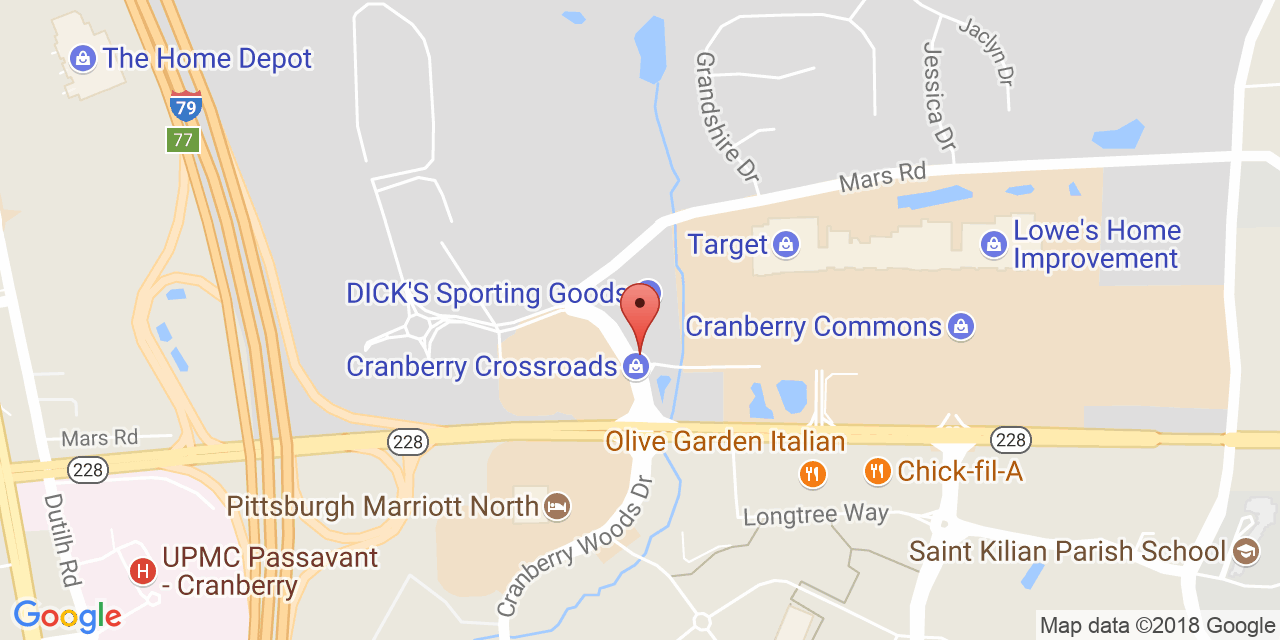 The Home Depot
79
77
Grandshire Dr
Jessica Dr
Jaclyn Dr
Mars Rd
Target
Lowe's Home
Improvement
DICK'S Sporting Goods
Cranberry Commons
Cranberry Crossroads
Mars Rd
228
228
Olive Garden Italian
228
Chick-fil-A
Pittsburgh Marriott North
Longtree Way
Dutilh Rd
Cranberry Woods Dr
UPMC Passavant
- Cranberry
H
Saint Kilian Parish School
Google
Map data ©2018 Google